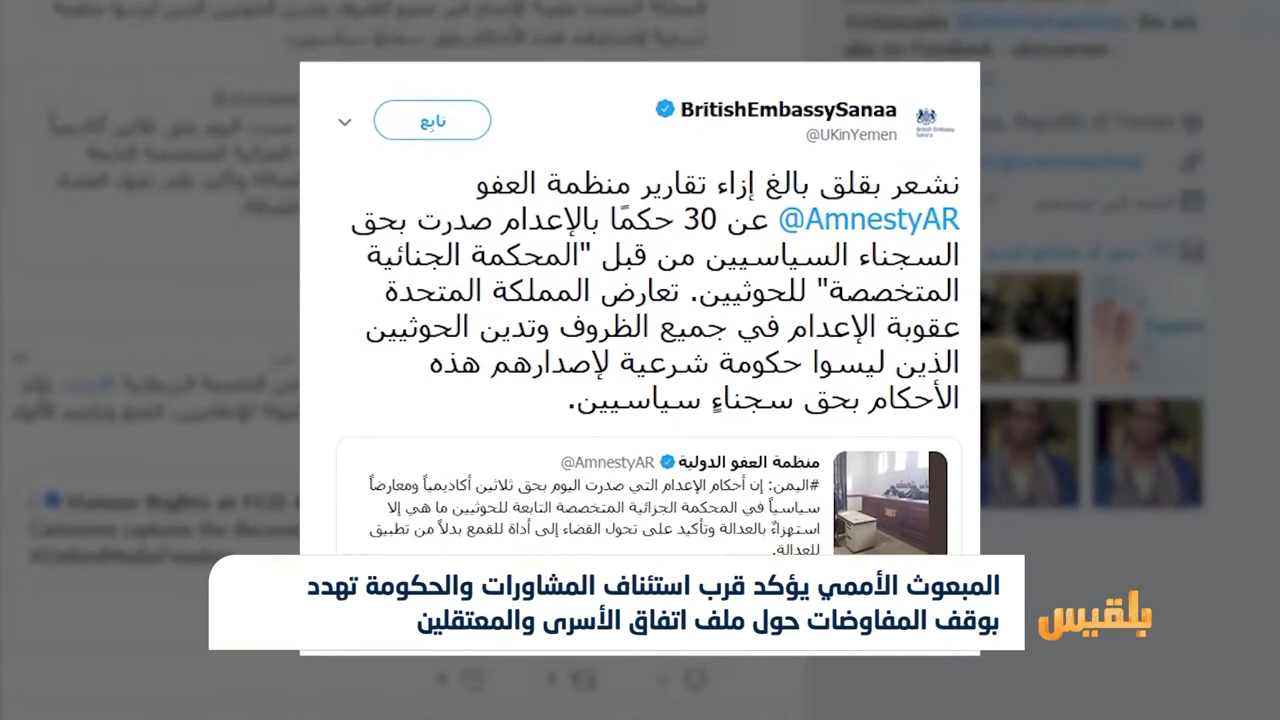 BritishEmbassySanaa
@UKinYemen
تابِع
نشعر بقلق بالغ إزاء تقارير منظمة العفو
@AmnestyAR عن 30 حكمًا بالإعدام صدرت بحق
السجناء السياسيين من قبل "المحكمة الجنائية
المتخصصة" للحوثيين. تعارض المملكة المتحدة
عقوبة الإعدام في جميع الظروف وتدين الحوثيين
الذين ليسوا حكومة شرعية لإصدارهم هذه
الأحكام بحق سجناءٍ سياسيين.
منظمة العفو الدولية @AmnestyAR
#اليمن: إن أحكام الإعدام التي صدرت اليوم بحق ثلاثين أكاديمياً ومعارضاً
سياسياً في المحكمة الجزائية المتخصصة التابعة للحوثيين ما هي إلا
استهزاءً بالعدالة وتأكيد على تحول القضاء إلى أداة للقمع بدلاً من تطبيق
للعدالة.
المبعوث الأممي يؤكد قرب استئناف المشاورات والحكومة تهدد
بوقف المفاوضات حول ملف اتفاق الأسرى والمعتقلين
بلقيس